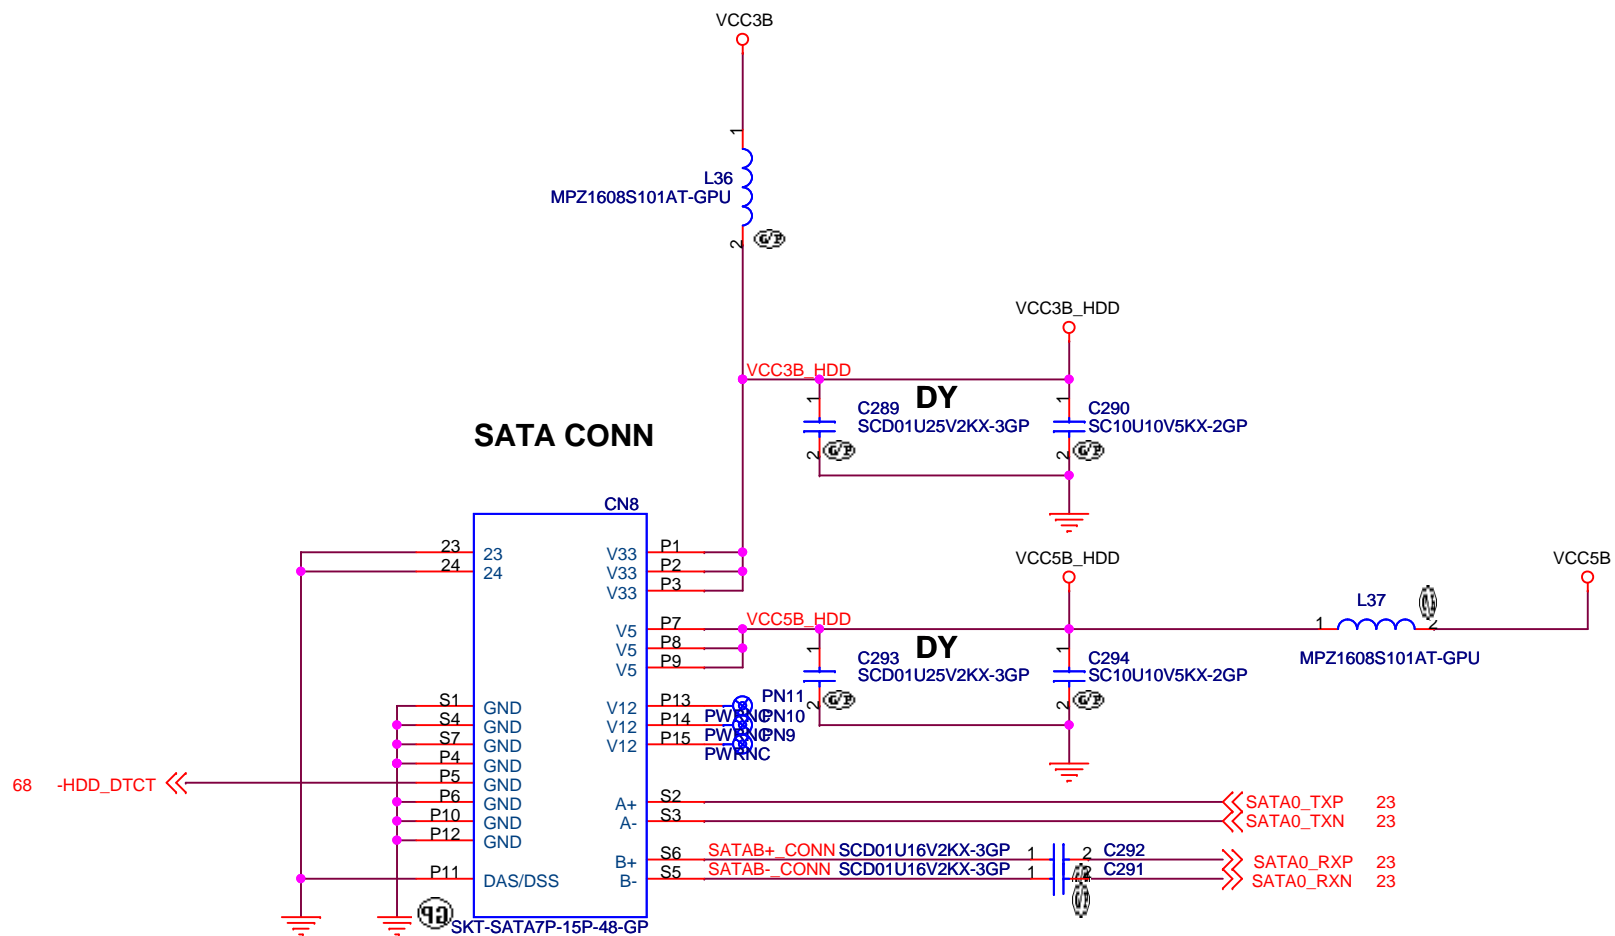 VCC3B
1
L36
MPZ1608S101AT-GPU
2
G/P
VCC3B_HDD
VCC3B_HDD
DY
1
C289
SCD01U25V2KX-3GP
2
G/P
1
C290
SC10U10V5KX-2GP
2
G/P
SATA CONN
CN8
23 23
24 24
V33 P1
V33 P2
V33 P3
V5 P7
V5 P8
V5 P9
VCC5B_HDD
VCC5B_HDD
VCC5B
DY
1
C293
SCD01U25V2KX-3GP
2
G/P
1
C294
SC10U10V5KX-2GP
2
G/P
L37
1
2
MPZ1608S101AT-GPU
S1 GND
S4 GND
S7 GND
P4 GND
P5 GND
P6 GND
P10 GND
P12 GND
P11 DAS/DSS
V12 P13
V12 P14
V12 P15
PN11
PWRNC PN10
PWRNC PN9
PWRNC
68 -HDD_DTCT
A+ S2
A- S3
SATA0_TXP 23
SATA0_TXN 23
B+ S6 SATAB+_CONN SCD01U16V2KX-3GP 1 2 C292
B- S5 SATAB-_CONN SCD01U16V2KX-3GP 1 2 C291
SATA0_RXP 23
SATA0_RXN 23
GP
SKT-SATA7P-15P-48-GP